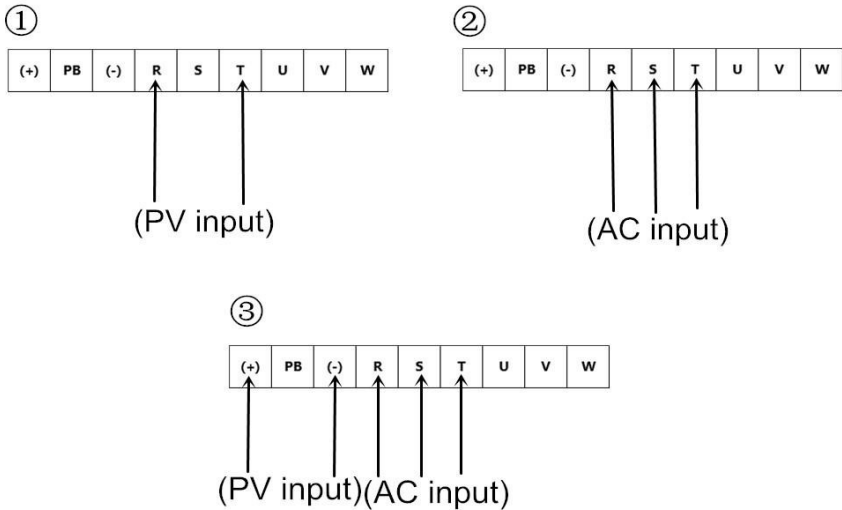 ①
(+) PB (-) R S T U V W
(PV input)
②
(+) PB (-) R S T U V W
(AC input)
③
(+) PB (-) R S T U V W
(PV input) (AC input)